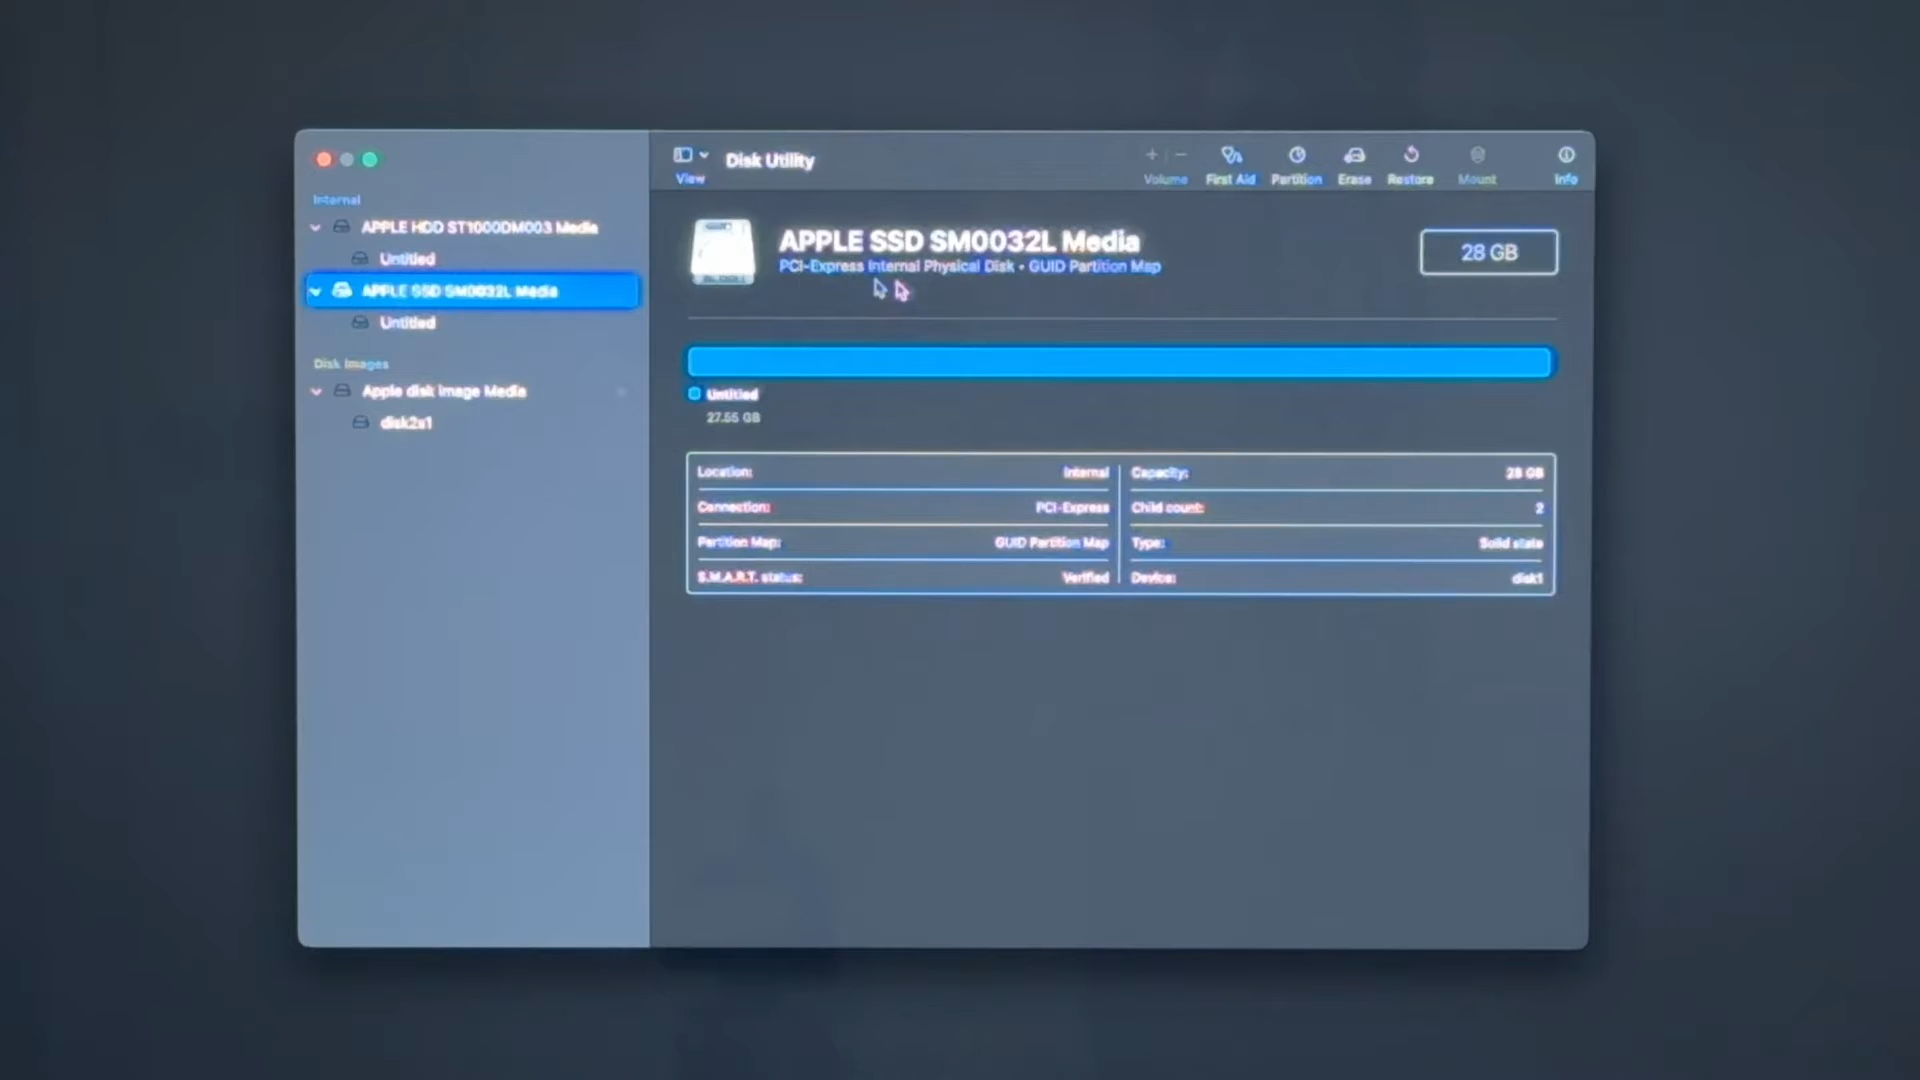 Internal
APPLE HDD ST1000DM003 Media
Untitled
APPLE SSD SM0032L Media
Untitled
Disk Images
Apple disk image Media
disk2s1
View
Disk Utility
Volume
First Aid
Partition
Erase
Restore
Mount
Info
APPLE SSD SM0032L Media
PCI-Express Internal Physical Disk • GUID Partition Map
28 GB
Untitled
27.55 GB
Location: Internal
Connection: PCI-Express
Partition Map: GUID Partition Map
S.M.A.R.T. status: Verified
Capacity: 28 GB
Child count: 2
Type: Solid state
Device: disk1